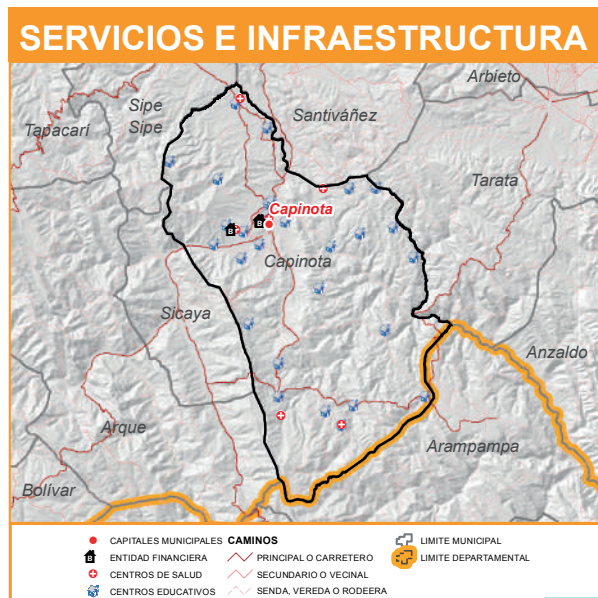 SERVICIOS E INFRAESTRUCTURA
Arbieto
Sipe
Sipe
Santiváñez
Tapacarí
Tarata
Capinota
Capinota
Sicaya
Anzaldo
Arque
Arampampa
Bolívar
CAPITALES MUNICIPALES
ENTIDAD FINANCIERA
CENTROS DE SALUD
CENTROS EDUCATIVOS
CAMINOS
PRINCIPAL O CARRETERO
SECUNDARIO O VECINAL
SENDA, VEREDA O RODEERA
LIMITE MUNICIPAL
LIMITE DEPARTAMENTAL